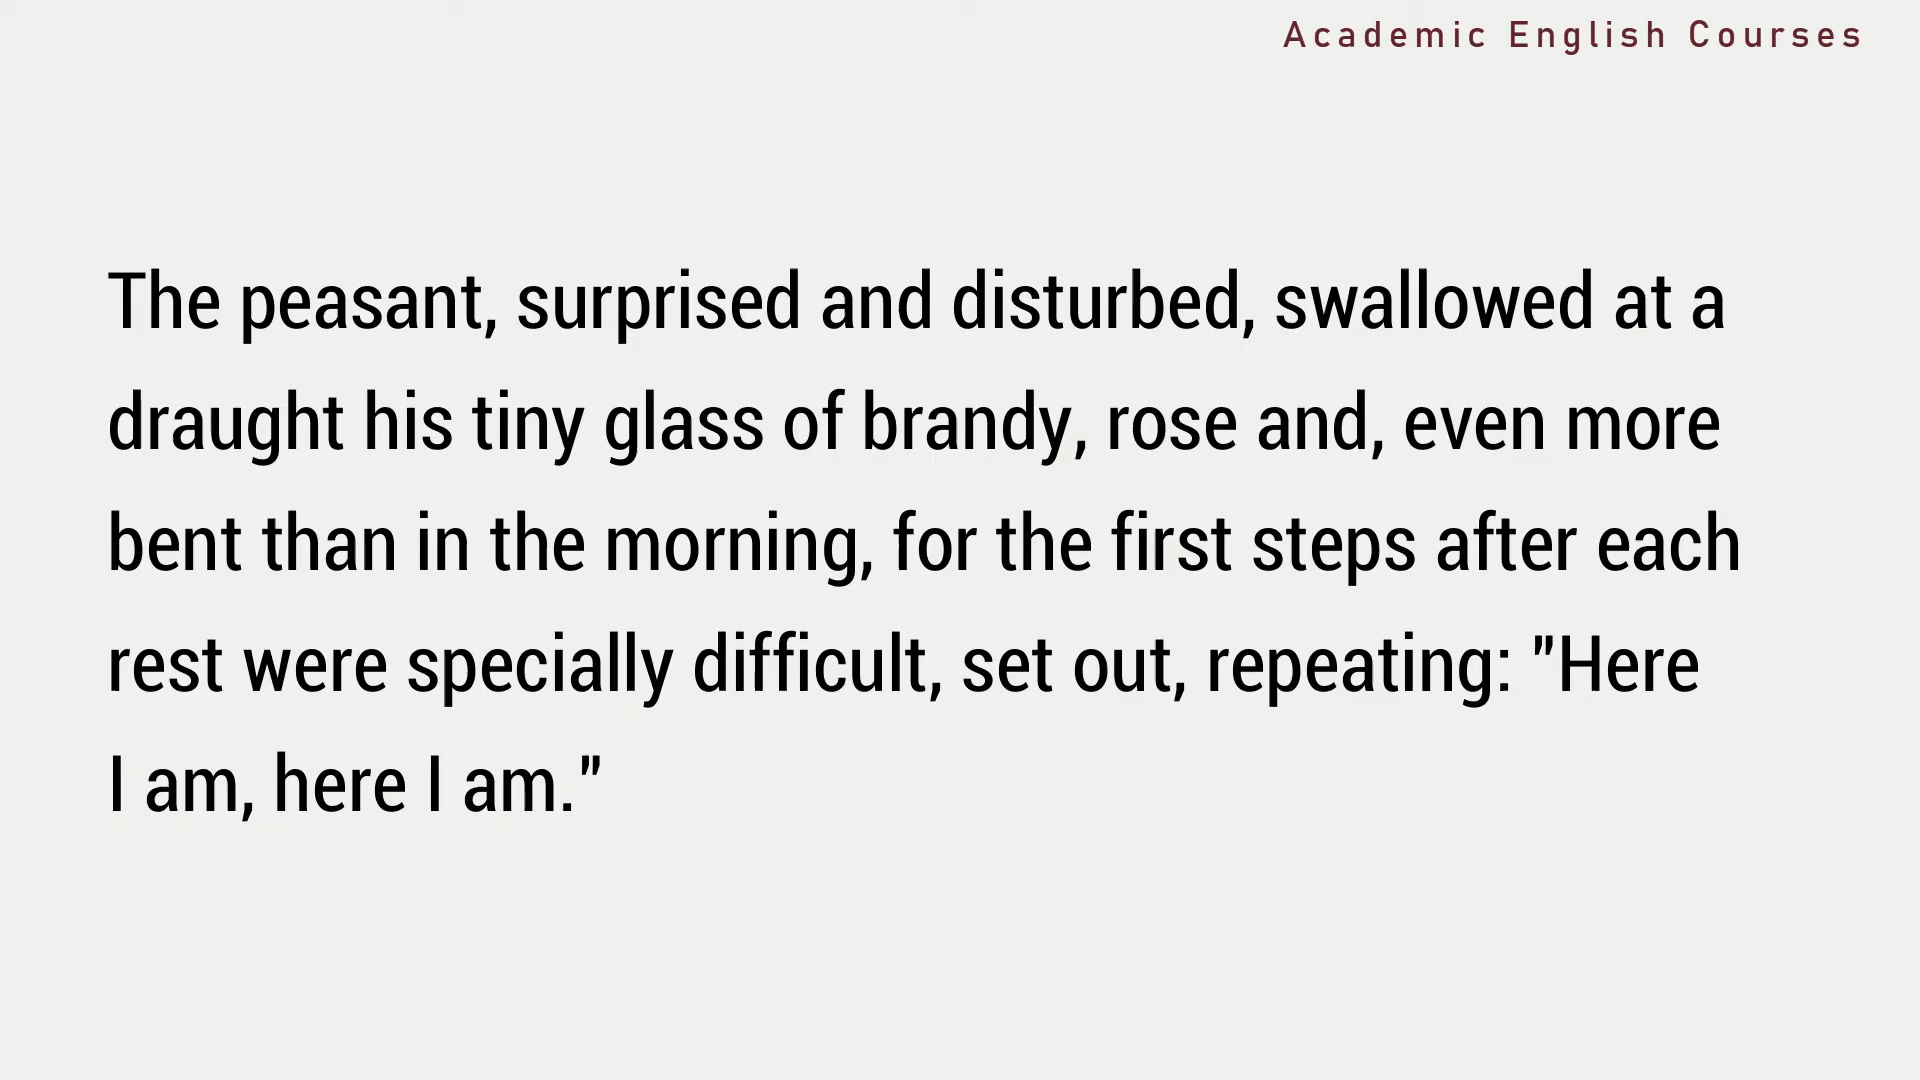 Academic English Courses
The peasant, surprised and disturbed, swallowed at a
draught his tiny glass of brandy, rose and, even more
bent than in the morning, for the first steps after each
rest were specially difficult, set out, repeating: "Here
I am, here I am."